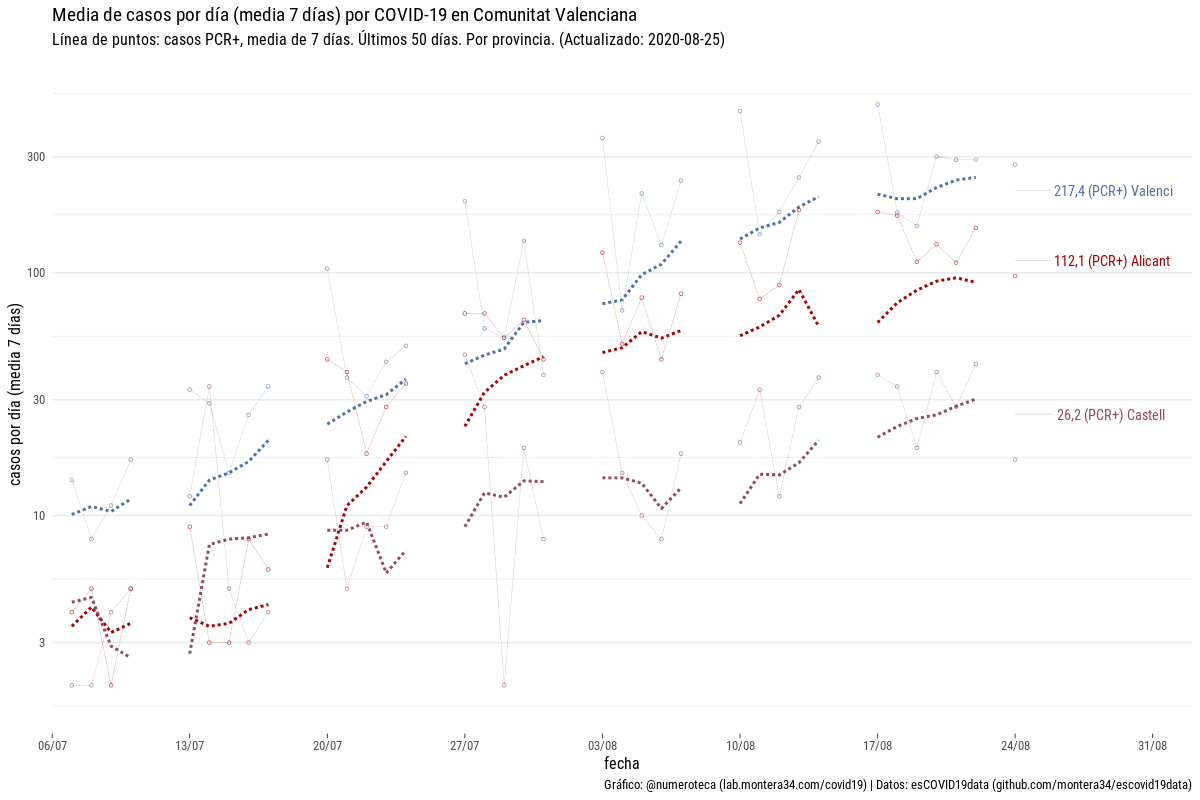 Media de casos por día (media 7 días) por COVID-19 en Comunitat Valenciana
Línea de puntos: casos PCR+, media de 7 días. Últimos 50 días. Por provincia. (Actualizado: 2020-08-25)
casos por día (media 7 días)
300
100
30
10
3
217,4 (PCR+) Valenci
112,1 (PCR+) Alicant
26,2 (PCR+) Castell
06/07
13/07
20/07
27/07
03/08
10/08
17/08
24/08
31/08
fecha
Gráfico: @numeroteca (lab.montera34.com/covid19) | Datos: esCOVID19data (github.com/montera34/escovid19data)